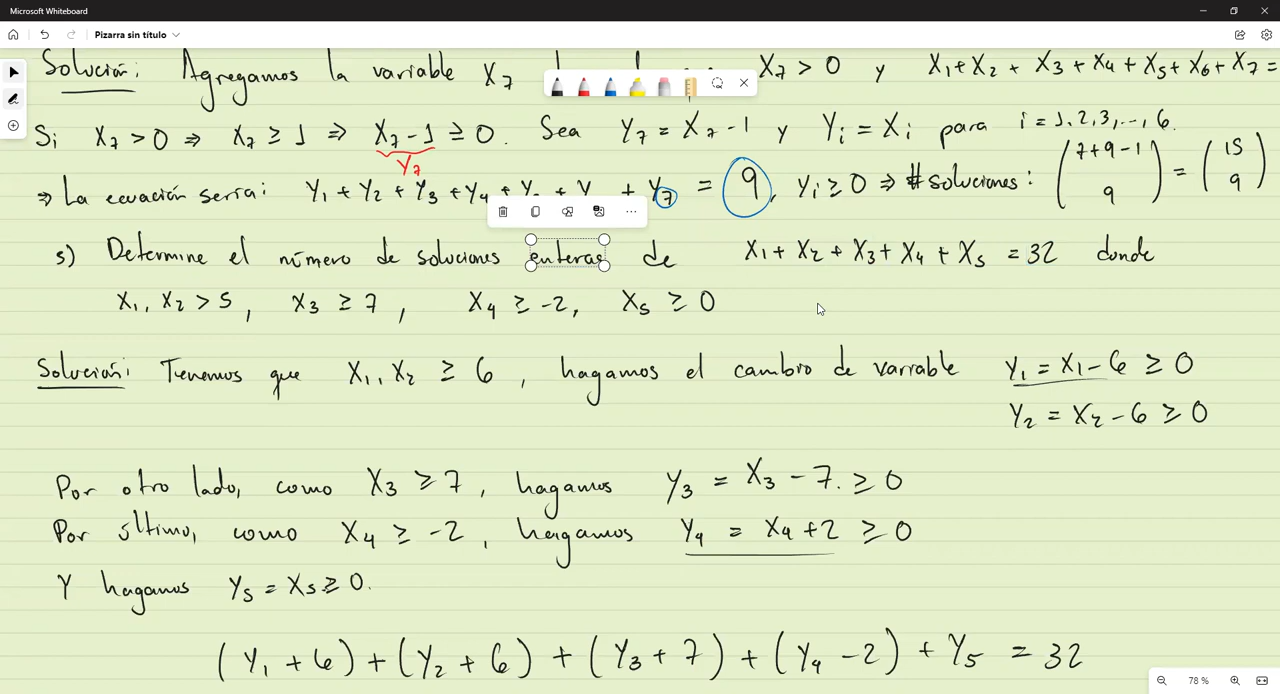 Microsoft Whiteboard
Pizarra sin título
Solución: Agregamos la variable X7 X7 > 0 y X1+X2 + X3+X4+X5+X6+X7 =
Si X7 > 0 ⇒ X7 ≥ 1 ⇒ X7 - 1 ≥ 0. Sea Y7 = X7 - 1 y Yi = Xi para i = 1, 2, 3, ..., 6.
Y7
⇒ La ecuación sería: Y1 + Y2 + Y3 + Y4 + Y + Y + Y7 = 9, Yi ≥ 0 ⇒ # soluciones: (7+9-1 9) = (15 9)
5) Determine el número de soluciones enteras de X1 + X2 + X3 + X4 + X5 = 32 donde
X1, X2 > 5, X3 ≥ 7, X4 ≥ -2, X5 ≥ 0
Solución: Tenemos que X1, X2 ≥ 6, hagamos el cambio de variable Y1 = X1 - 6 ≥ 0
Y2 = X2 - 6 ≥ 0
Por otro lado, como X3 ≥ 7, hagamos Y3 = X3 - 7. ≥ 0
Por último, como X4 ≥ -2, hagamos Y4 = X4 + 2 ≥ 0
Y hagamos Y5 = X5 ≥ 0.
(Y1 + 6) + (Y2 + 6) + (Y3 + 7) + (Y4 - 2) + Y5 = 32
78 %